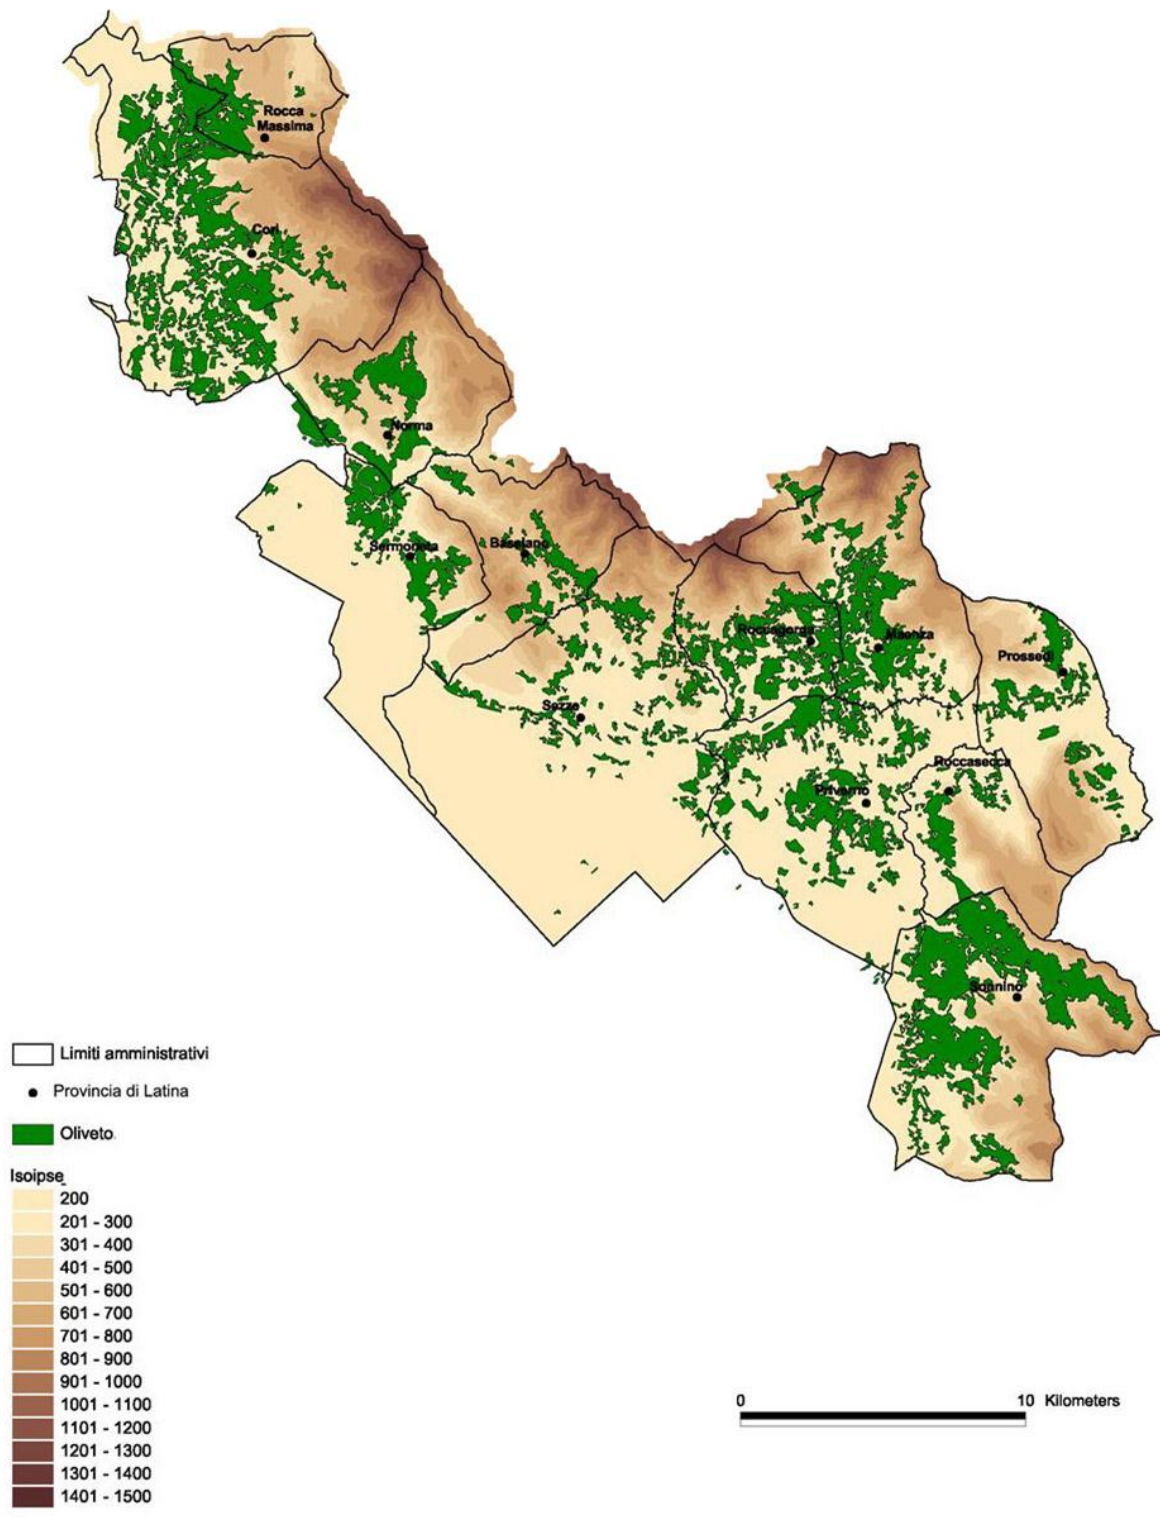 Rocca
Massima
Cori
Norma
Sermoneta
Bassiano
Roccagorga
Maenza
Prossedi
Sezze
Roccasecca
Priverno
Sonnino
Limiti amministrativi
Provincia di Latina
Oliveto
Isoipse
200
201 - 300
301 - 400
401 - 500
501 - 600
601 - 700
701 - 800
801 - 900
901 - 1000
1001 - 1100
1101 - 1200
1201 - 1300
1301 - 1400
1401 - 1500
0 10 Kilometers